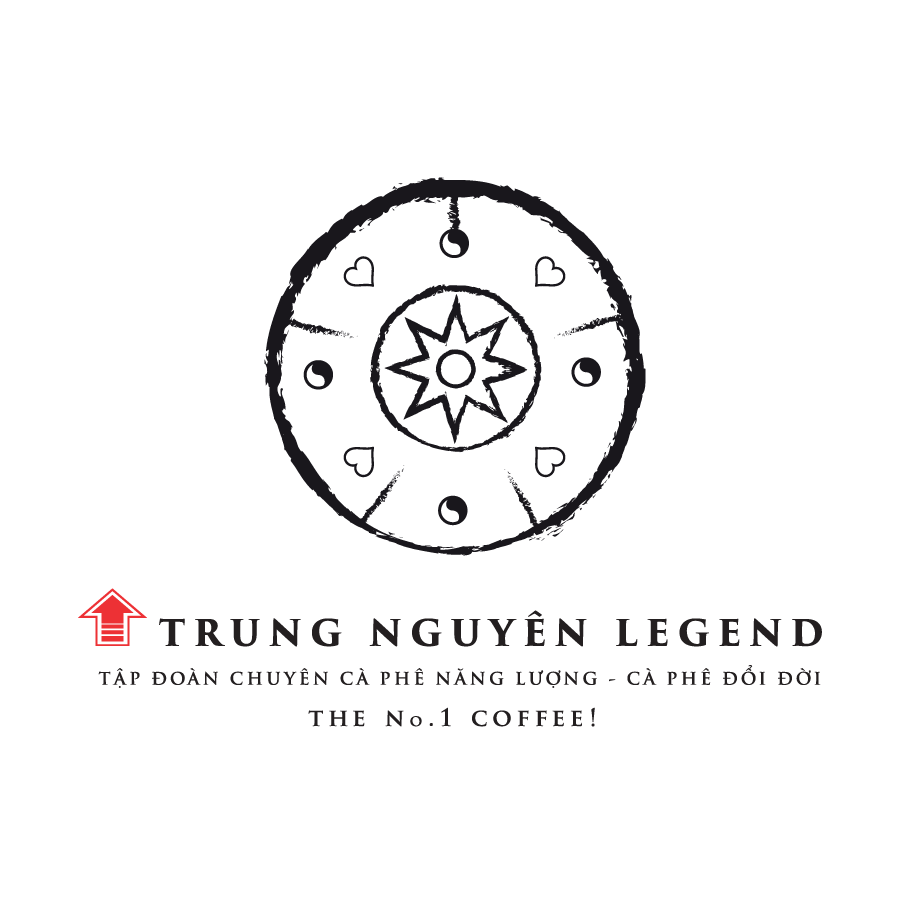 TRUNG NGUYÊN LEGEND
TẬP ĐOÀN CHUYÊN CÀ PHÊ NĂNG LƯỢNG - CÀ PHÊ ĐỔI ĐỜI
THE No.1 COFFEE!